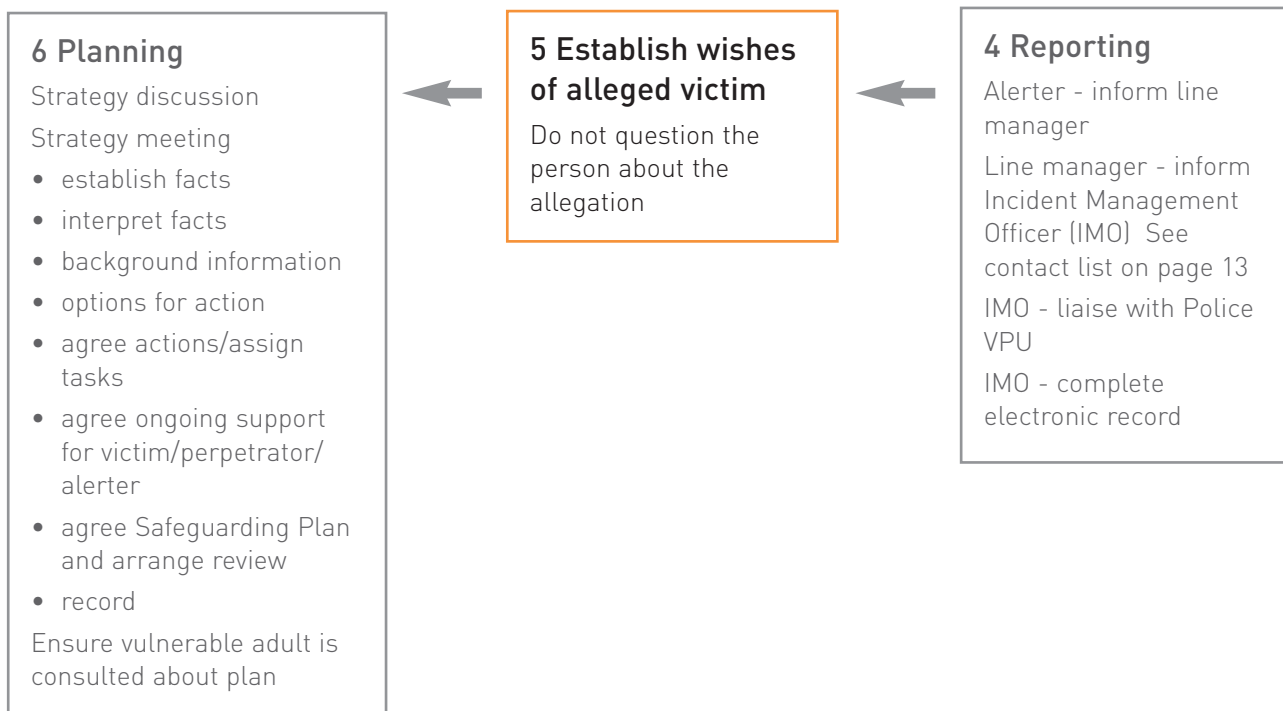 6 Planning
Strategy discussion
Strategy meeting
• establish facts
• interpret facts
• background information
• options for action
• agree actions/assign
tasks
• agree ongoing support
for victim/perpetrator/
alerter
• agree Safeguarding Plan
and arrange review
• record
Ensure vulnerable adult is
consulted about plan
5 Establish wishes
of alleged victim
Do not question the
person about the
allegation
4 Reporting
Alerter - inform line
manager
Line manager - inform
Incident Management
Officer (IMO)  See
contact list on page 13
IMO - liaise with Police
VPU
IMO - complete
electronic record